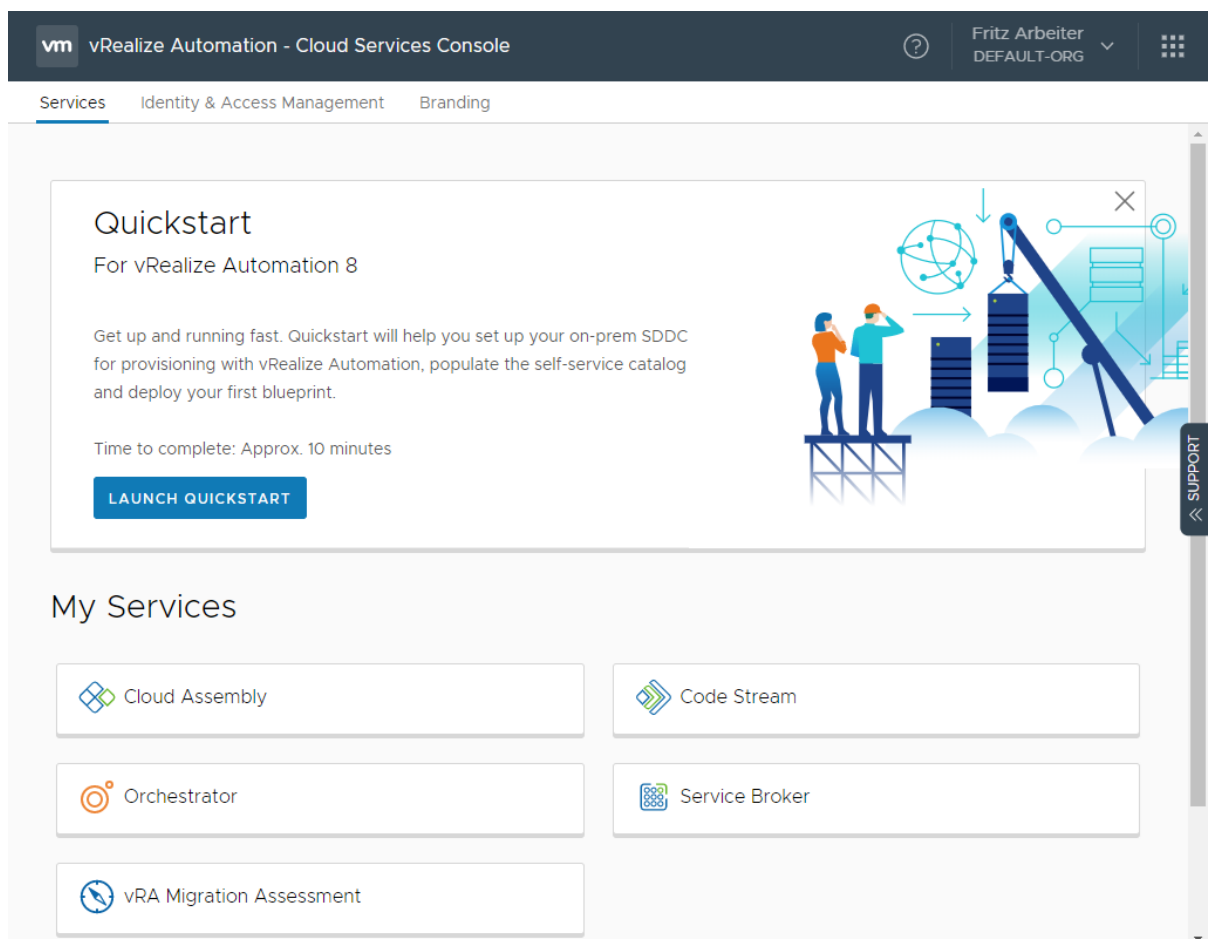 vm vRealize Automation - Cloud Services Console
Fritz Arbeiter
DEFAULT-ORG
Services Identity & Access Management Branding
Quickstart
For vRealize Automation 8
Get up and running fast. Quickstart will help you set up your on-prem SDDC
for provisioning with vRealize Automation, populate the self-service catalog
and deploy your first blueprint.
Time to complete: Approx. 10 minutes
LAUNCH QUICKSTART
SUPPORT
My Services
Cloud Assembly
Code Stream
Orchestrator
Service Broker
vRA Migration Assessment